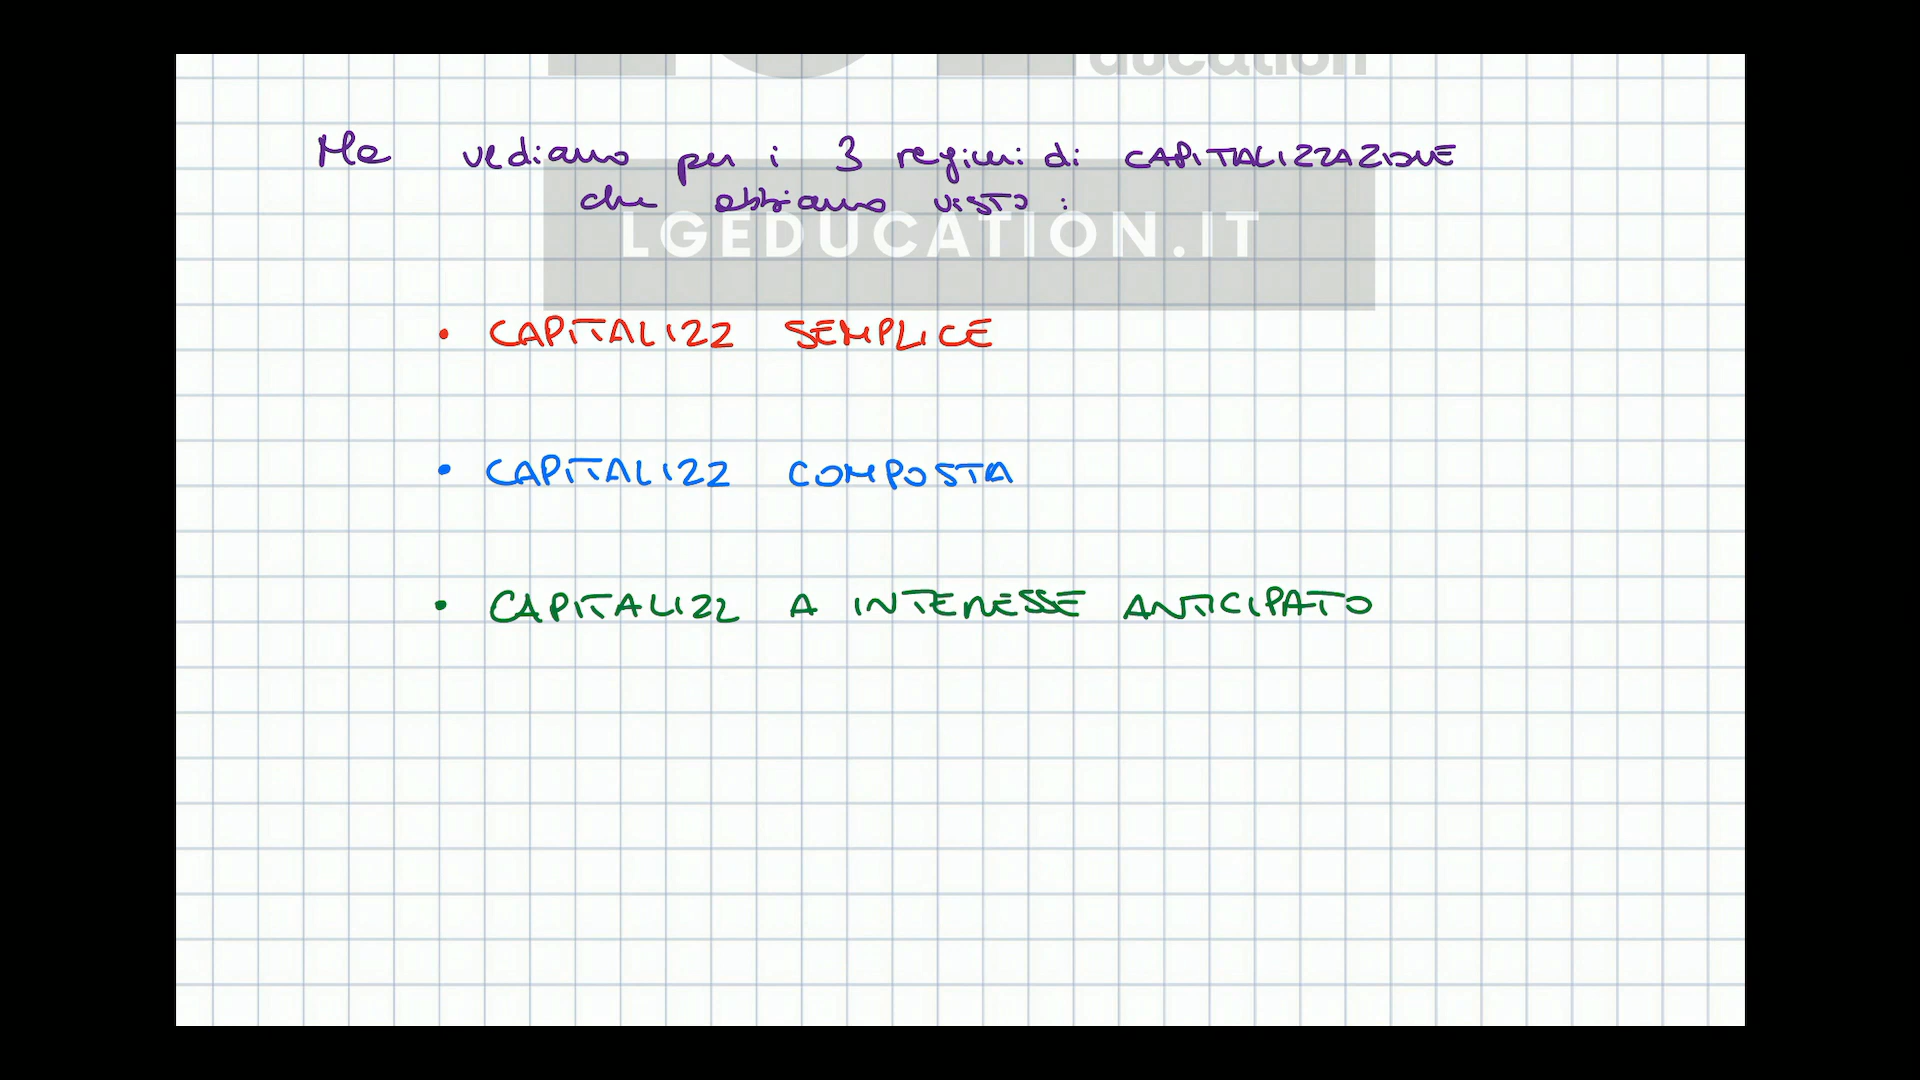 ducation
Ma vediamo per i 3 regimi di CAPITALIZZAZIONE
che abbiamo visto :
LGEDUCATION.IT
• CAPITALIZZ SEMPLICE
• CAPITALIZZ COMPOSTA
• CAPITALIZZ A INTERESSE ANTICIPATO